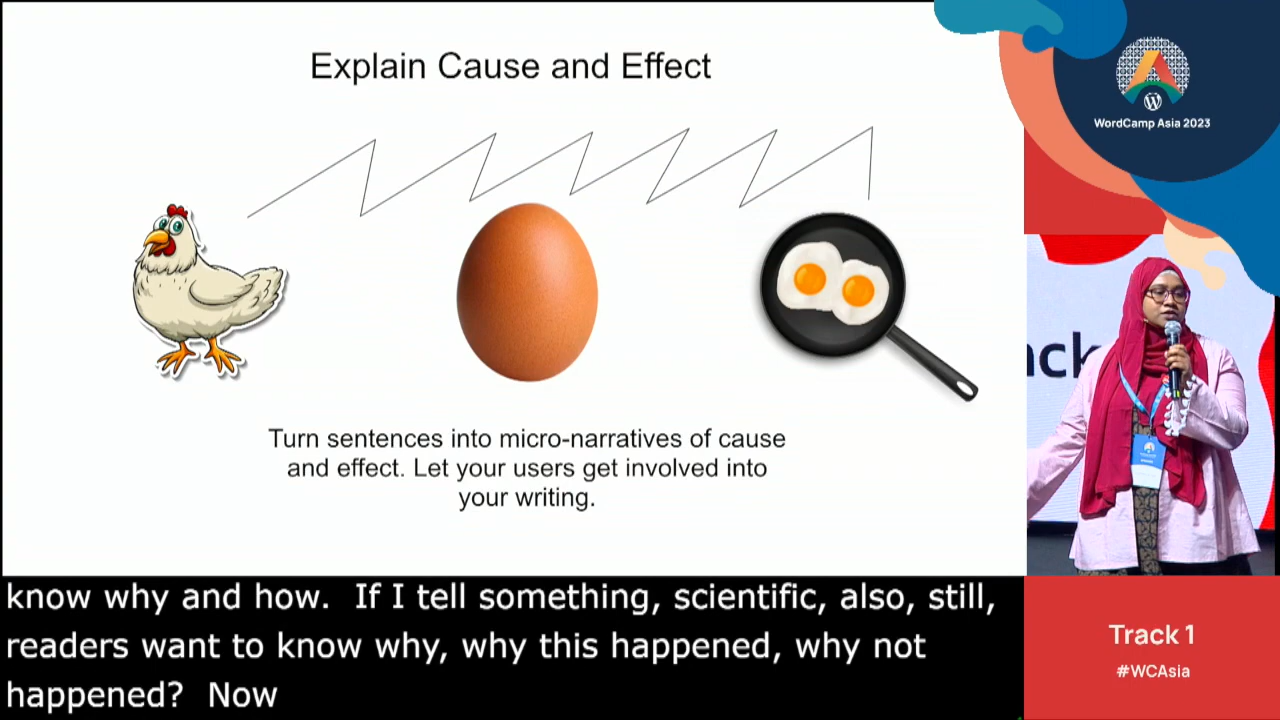 Explain Cause and Effect
Turn sentences into micro-narratives of cause
and effect. Let your users get involved into
your writing.
WordCamp Asia 2023
ack
Track 1
#WCAsia
know why and how.  If I tell something, scientific, also, still,
readers want to know why, why this happened, why not
happened?  Now